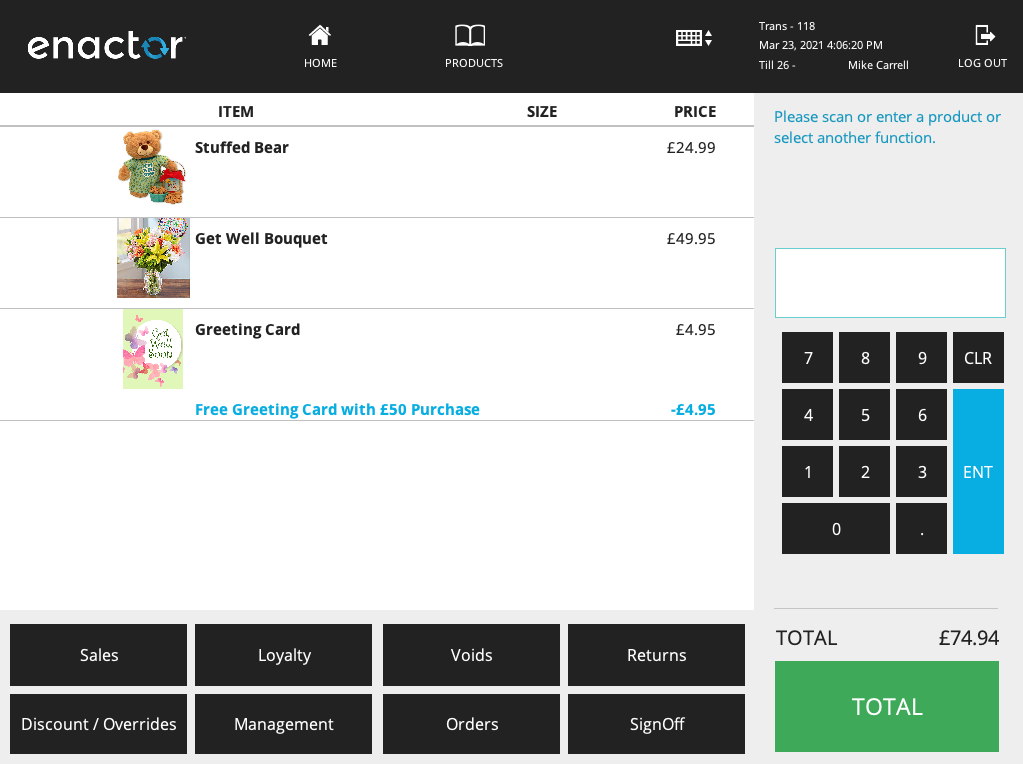 enactor
HOME
PRODUCTS
Trans - 118
Mar 23, 2021 4:06:20 PM
Till 26 - Mike Carrell
LOG OUT
ITEM SIZE PRICE
Stuffed Bear £24.99
Get Well Bouquet £49.95
Greeting Card £4.95
Get
Well
Soon
Free Greeting Card with £50 Purchase -£4.95
Please scan or enter a product or
select another function.
7 8 9 CLR
4 5 6
1 2 3 ENT
0 .
TOTAL £74.94
TOTAL
Sales Loyalty Voids Returns
Discount / Overrides Management Orders SignOff